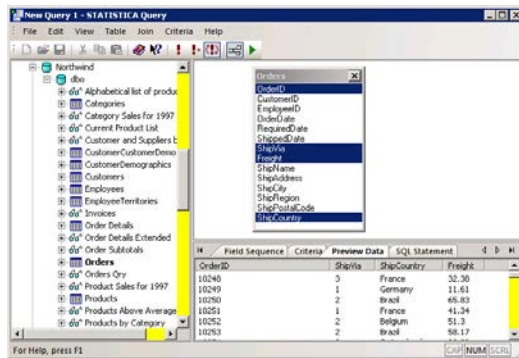 New Query 1 - STATISTICA Query
File Edit View Table Join Criteria Help
Northwind
dbo
Alphabetical list of produc
Categories
Category Sales for 1997
Current Product List
Customer and Suppliers b
CustomerCustomerDemo
CustomerDemographics
Customers
Employees
EmployeeTerritories
Invoices
Order Details
Order Details Extended
Order Subtotals
Orders
Orders Qry
Product Sales for 1997
Products
Products Above Average
Products by Category
Orders
OrderID
CustomerID
EmployeeID
OrderDate
RequiredDate
ShippedDate
ShipVia
Freight
ShipName
ShipAddress
ShipCity
ShipRegion
ShipPostalCode
ShipCountry
Field Sequence Criteria Preview Data SQL Statement
OrderID ShipVia ShipCountry Freight
10248 3 France 32.38
10249 1 Germany 11.61
10250 2 Brazil 65.83
10251 1 France 41.34
10252 2 Belgium 51.3
10253 2 Brazil 58.17
For Help, press F1
CAP NUM SCRL